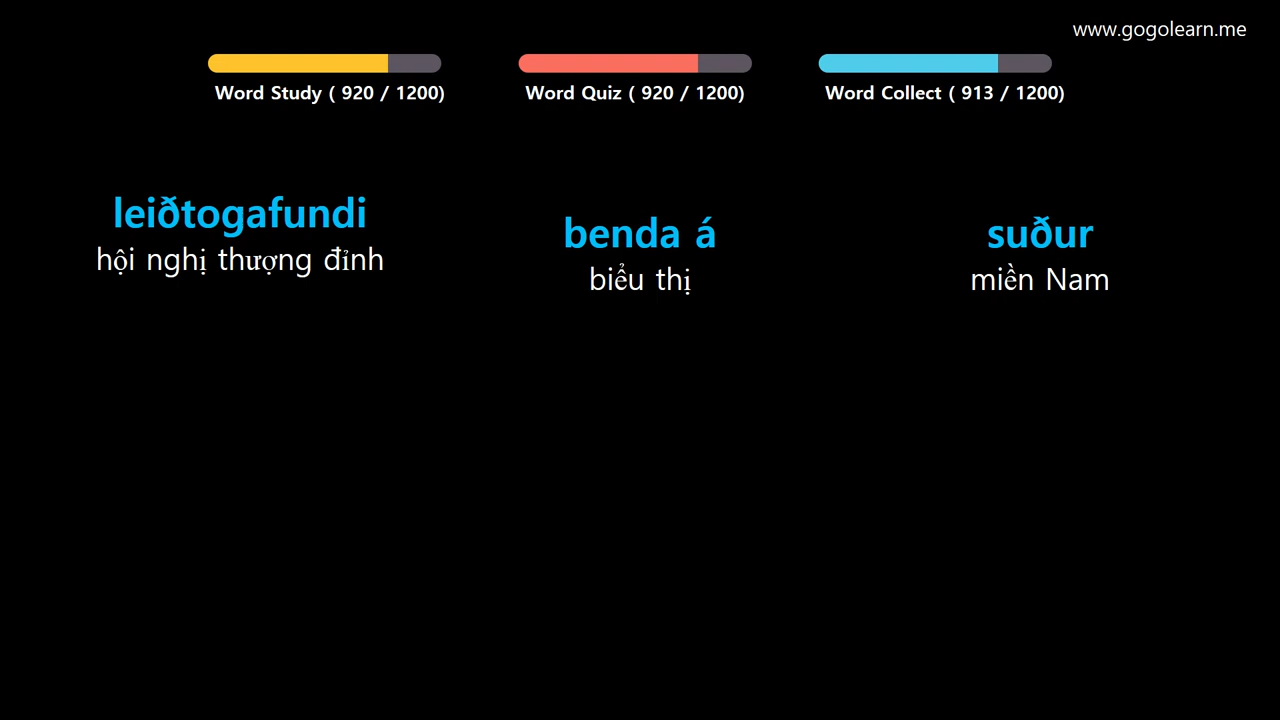 www.gogolearn.me
Word Study ( 920 / 1200)
Word Quiz ( 920 / 1200)
Word Collect ( 913 / 1200)
leiðtogafundi
hội nghị thượng đỉnh
benda á
biểu thị
suður
miền Nam